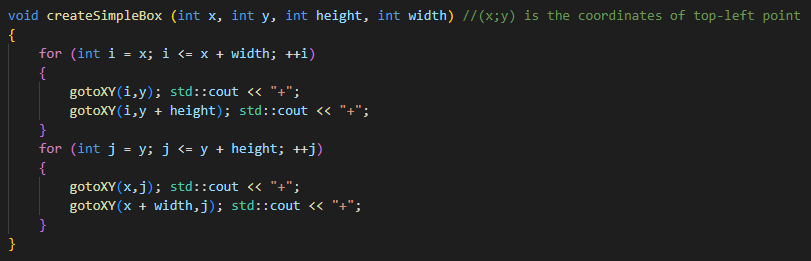 void createSimpleBox (int x, int y, int height, int width) //(x;y) is the coordinates of top-left point
{
    for (int i = x; i <= x + width; ++i)
    {
        gotoXY(i,y); std::cout << "+";
        gotoXY(i,y + height); std::cout << "+";
    }
    for (int j = y; j <= y + height; ++j)
    {
        gotoXY(x,j); std::cout << "+";
        gotoXY(x + width,j); std::cout << "+";
    }
}